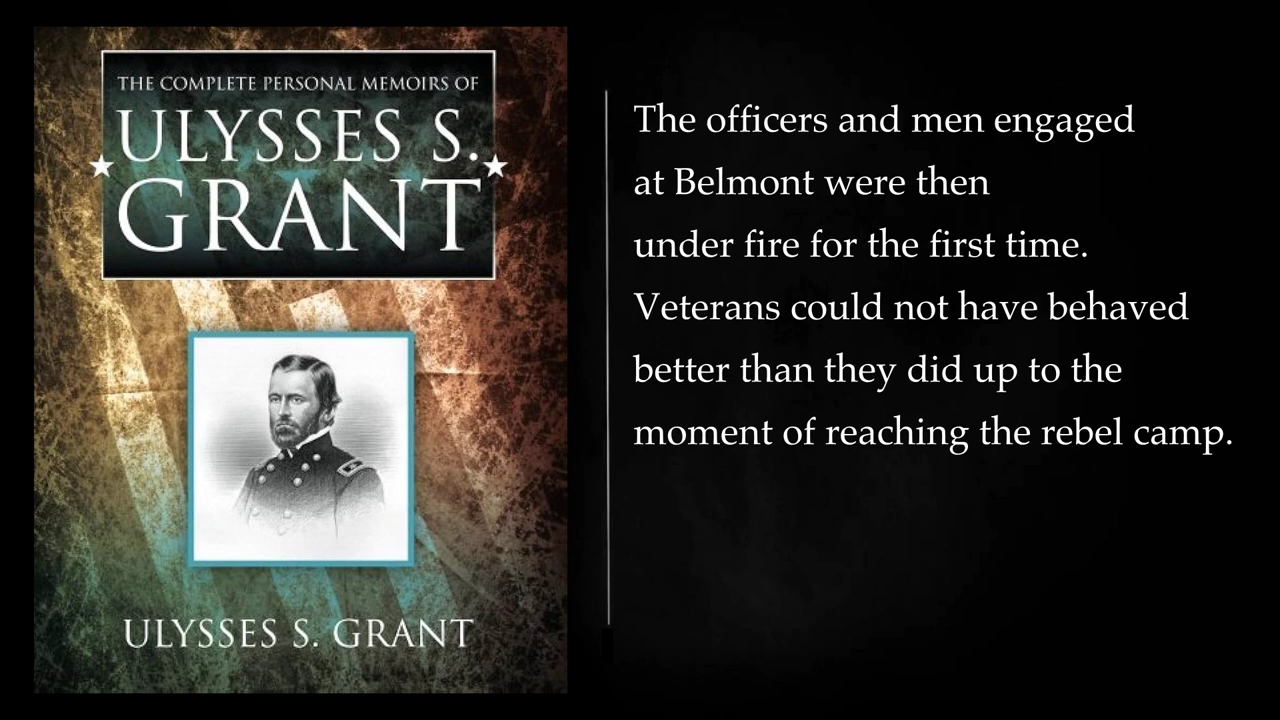 THE COMPLETE PERSONAL MEMOIRS OF
ULYSSES S.
GRANT
ULYSSES S. GRANT
The officers and men engaged
at Belmont were then
under fire for the first time.
Veterans could not have behaved
better than they did up to the
moment of reaching the rebel camp.